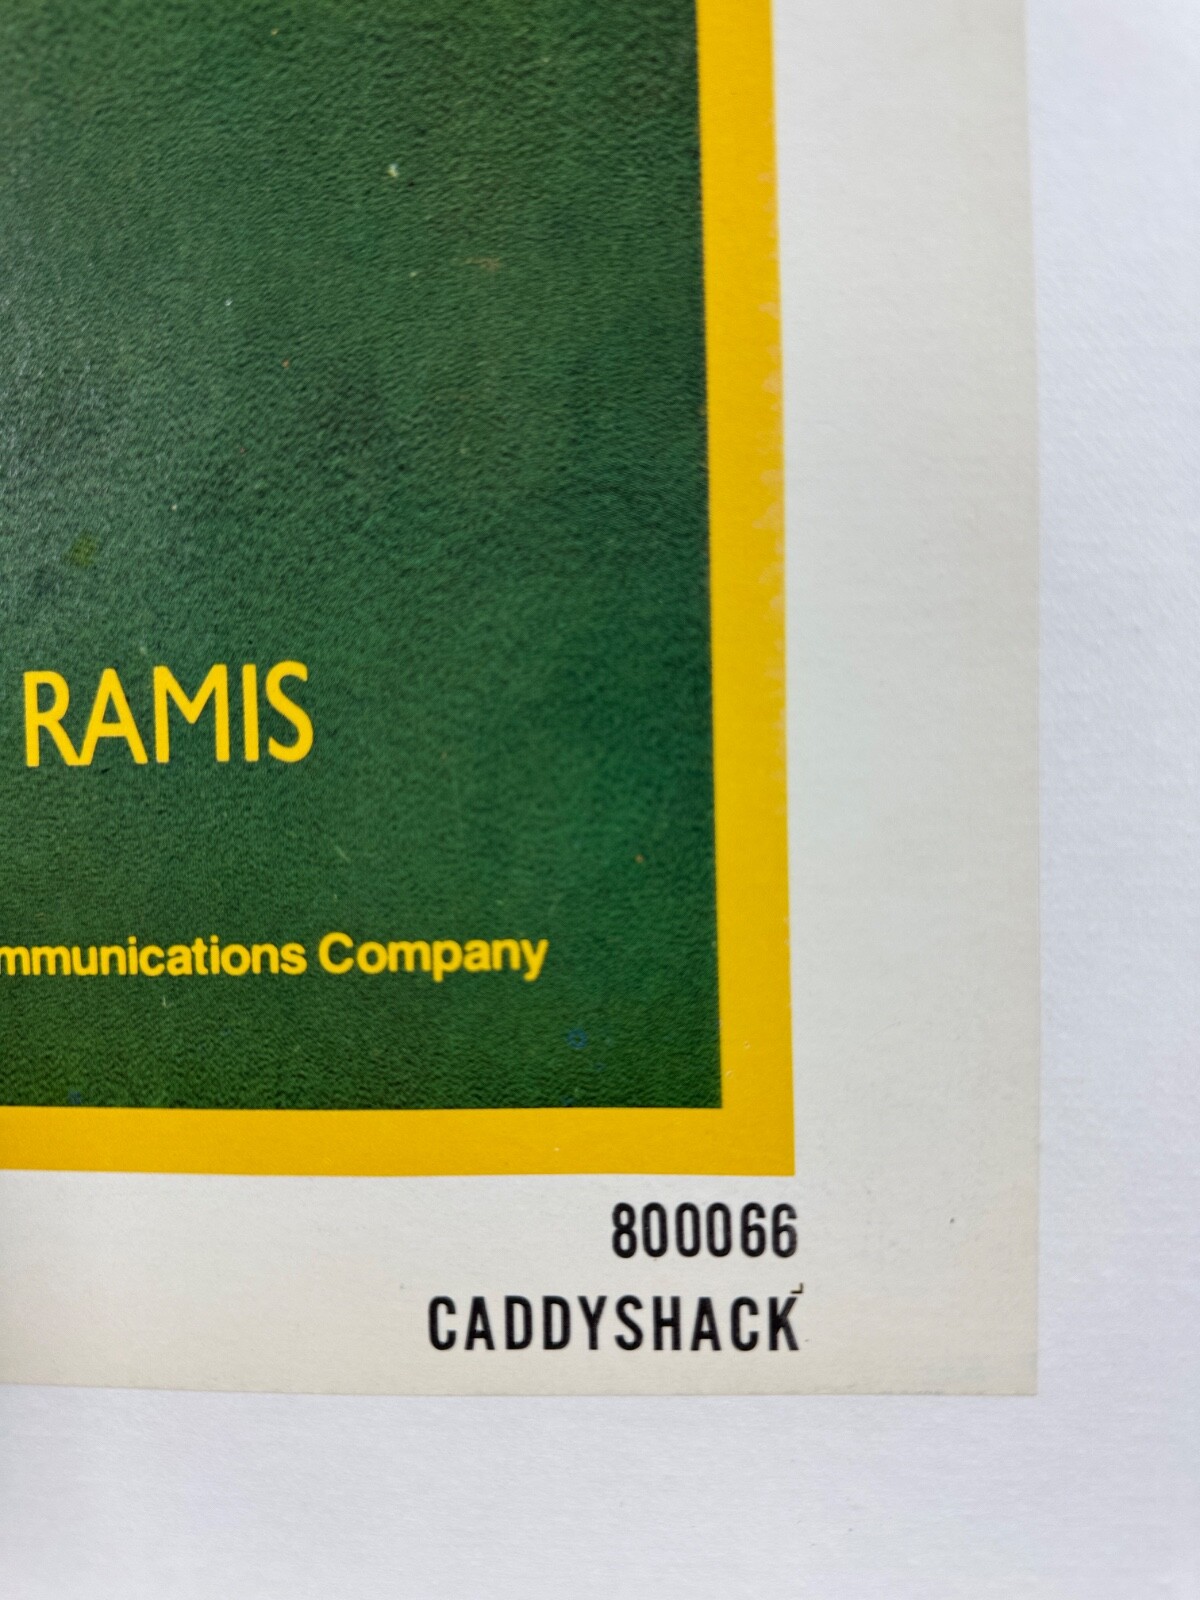 RAMIS
mmunications Company
800066
CADDYSHACK